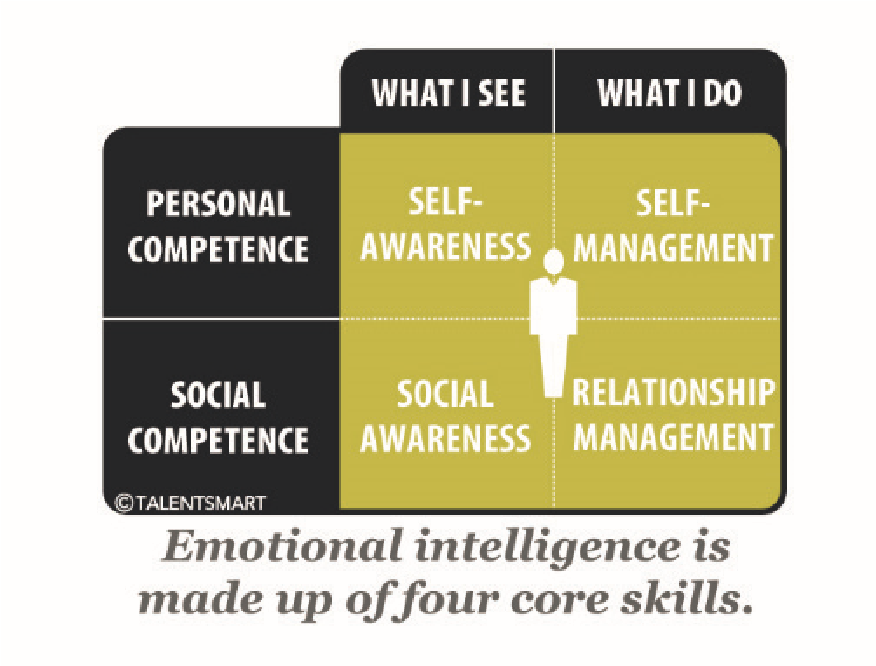 WHAT I SEE
WHAT I DO
PERSONAL
COMPETENCE
SELF-
AWARENESS
SELF-
MANAGEMENT
SOCIAL
COMPETENCE
SOCIAL
AWARENESS
RELATIONSHIP
MANAGEMENT
©TALENTSMART
Emotional intelligence is
made up of four core skills.